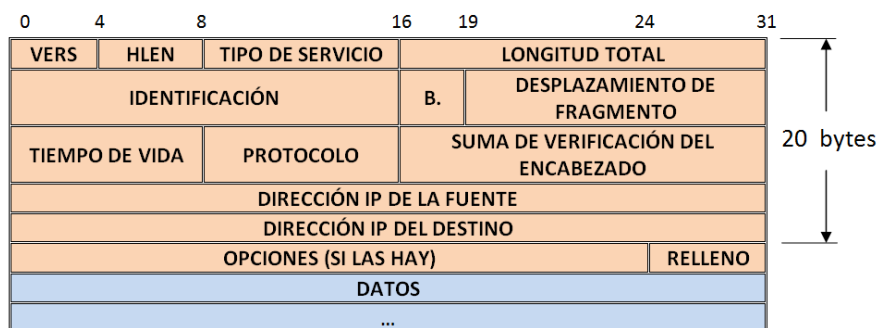 0 4 8 16 19 24 31
VERS HLEN TIPO DE SERVICIO LONGITUD TOTAL
IDENTIFICACIÓN B. DESPLAZAMIENTO DE
FRAGMENTO
TIEMPO DE VIDA PROTOCOLO SUMA DE VERIFICACIÓN DEL
ENCABEZADO
20 bytes
DIRECCIÓN IP DE LA FUENTE
DIRECCIÓN IP DEL DESTINO
OPCIONES (SI LAS HAY) RELLENO
DATOS
...